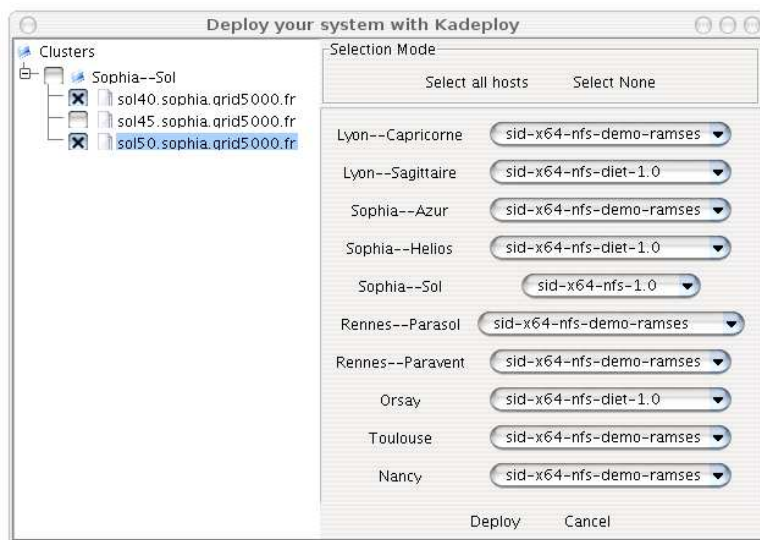 Deploy your system with Kadeploy
Clusters
Sophia--Sol
sol40.sophia.grid5000.fr
sol45.sophia.grid5000.fr
sol50.sophia.grid5000.fr
Selection Mode
Select all hosts Select None
Lyon--Capricorne sid-x64-nfs-demo-ramses
Lyon--Sagittaire sid-x64-nfs-diet-1.0
Sophia--Azur sid-x64-nfs-demo-ramses
Sophia--Helios sid-x64-nfs-diet-1.0
Sophia--Sol sid-x64-nfs-1.0
Rennes--Parasol sid-x64-nfs-demo-ramses
Rennes--Paravent sid-x64-nfs-demo-ramses
Orsay sid-x64-nfs-diet-1.0
Toulouse sid-x64-nfs-demo-ramses
Nancy sid-x64-nfs-demo-ramses
Deploy Cancel